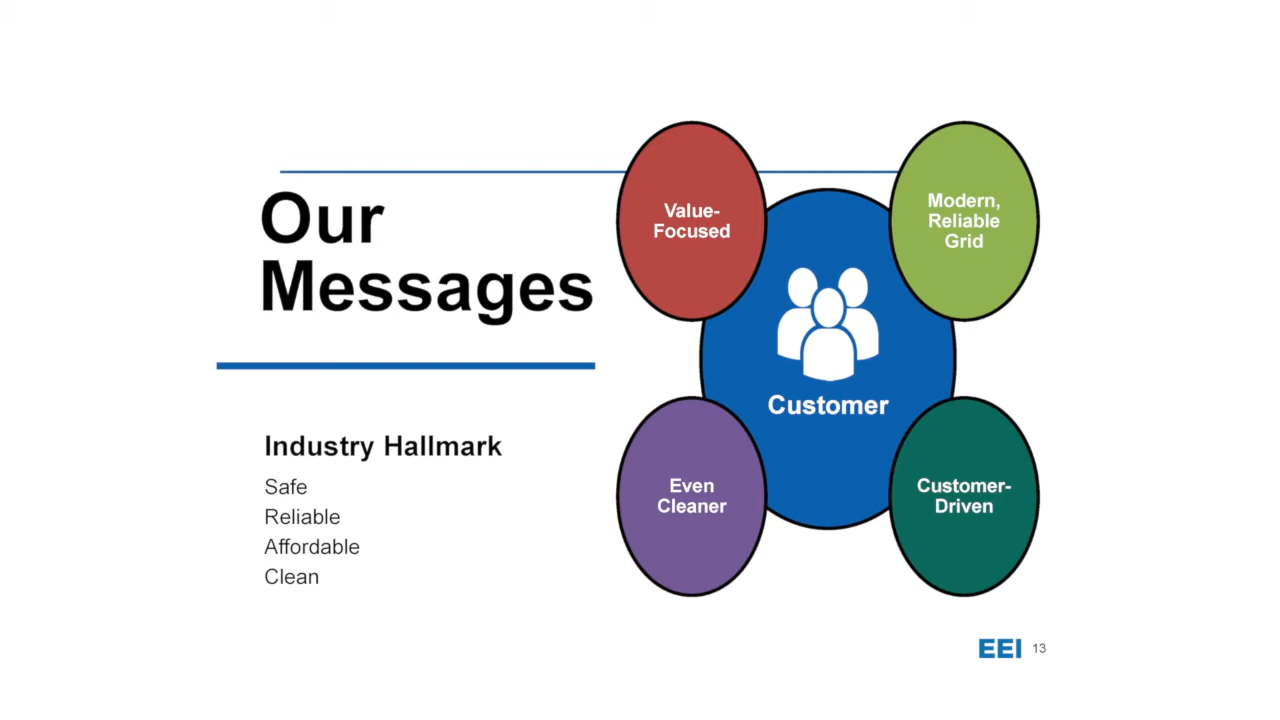 Our
Messages
Industry Hallmark
Safe
Reliable
Affordable
Clean
Value-
Focused
Modern,
Reliable
Grid
Customer
Even
Cleaner
Customer-
Driven
EEI 13